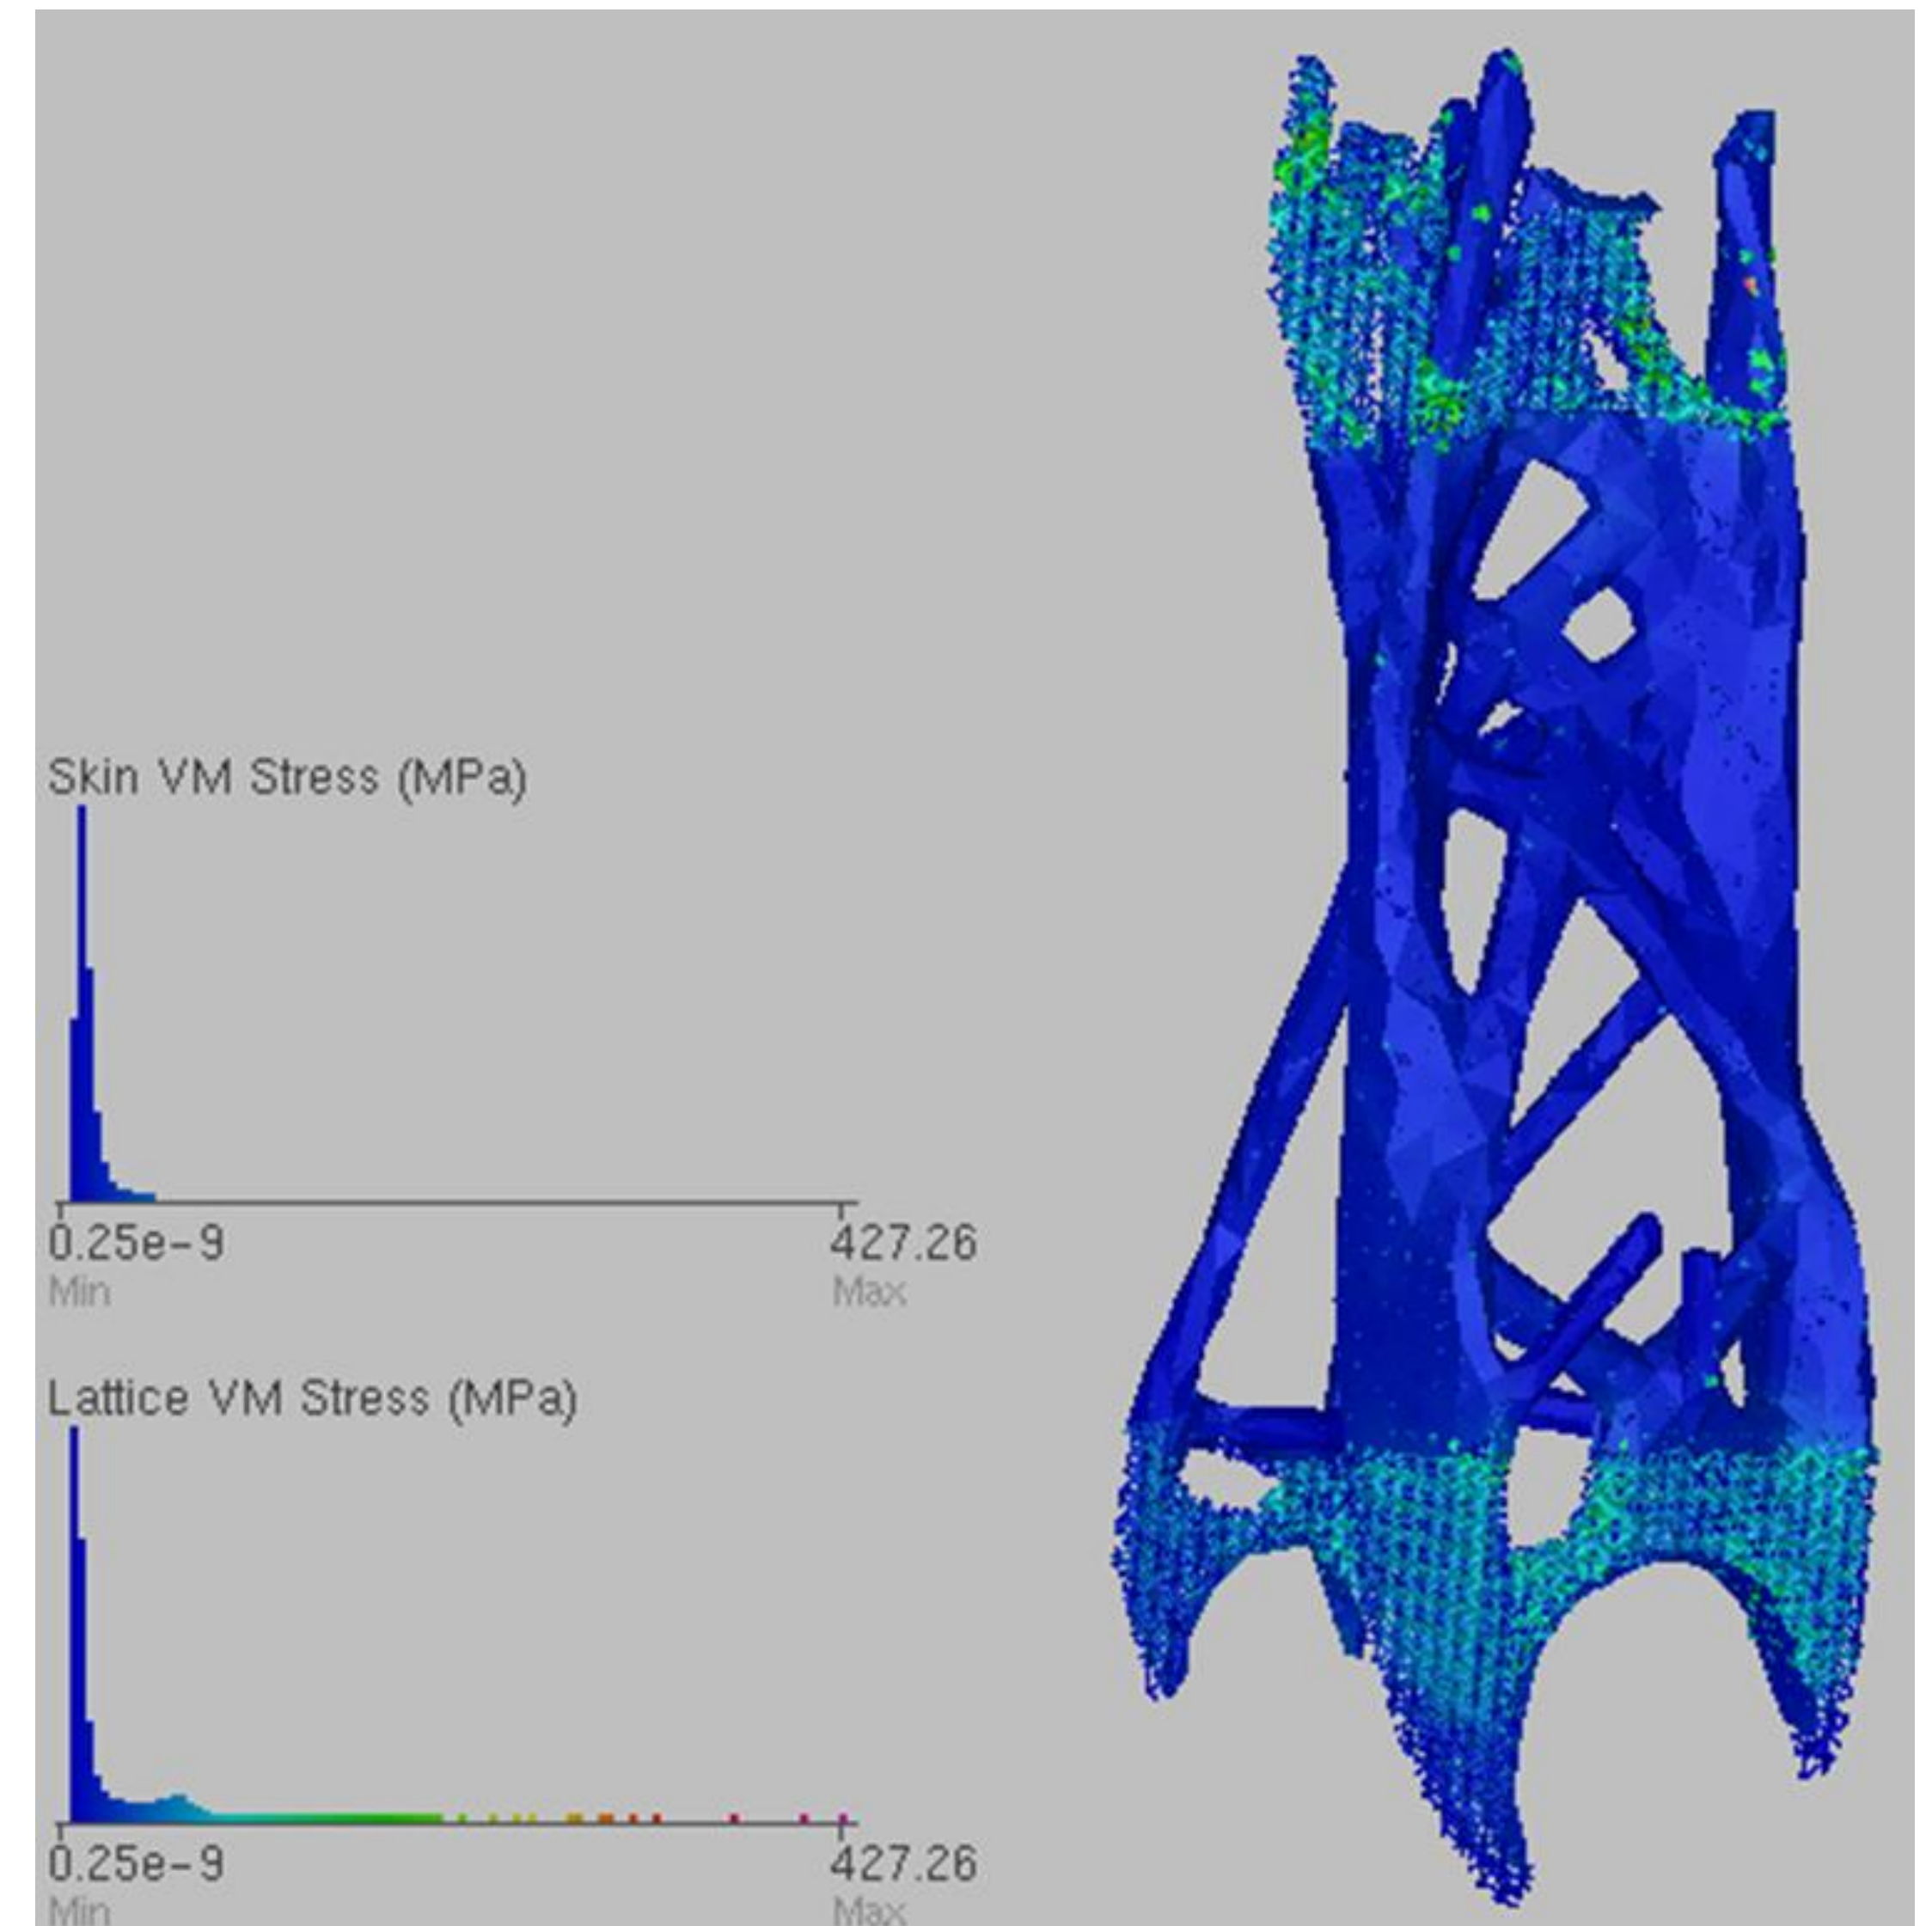 Skin VM Stress (MPa)
0.25e-9 427.26
Min Max
Lattice VM Stress (MPa)
0.25e-9 427.26
Min Max